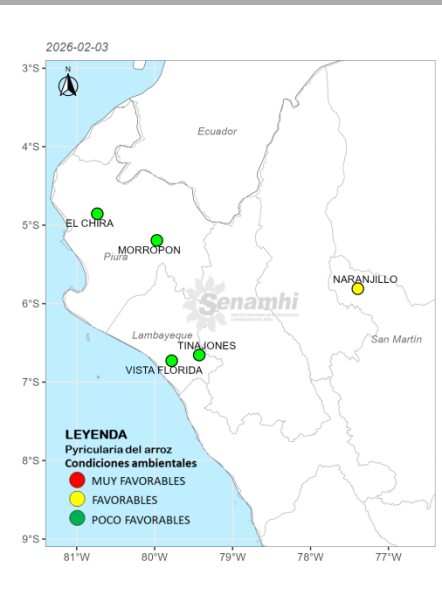 2026-02-03
3°S
N
4°S
Ecuador
5°S
EL CHIRA
MORROPON
Piura
NARANJILLO
6°S
Senamhi
Lambayeque
TINAJONES
San Martín
VISTA FLORIDA
7°S
LEYENDA
Pyricularia del arroz
Condiciones ambientales
8°S
MUY FAVORABLES
FAVORABLES
POCO FAVORABLES
9°S
81°W
80°W
79°W
78°W
77°W